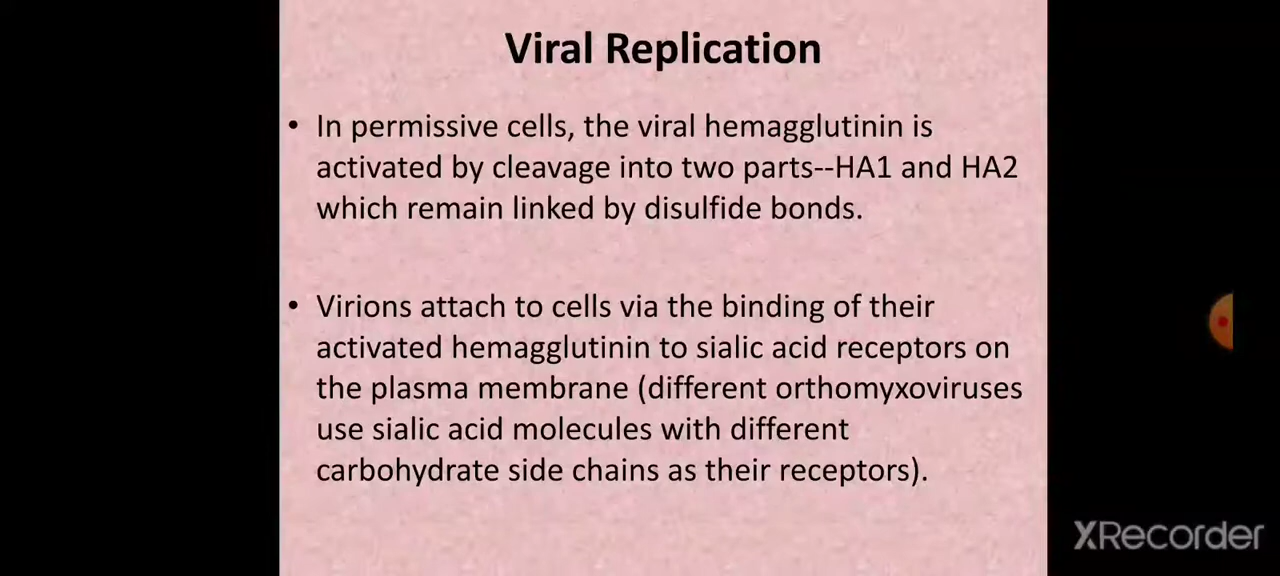 Viral Replication
• In permissive cells, the viral hemagglutinin is
activated by cleavage into two parts--HA1 and HA2
which remain linked by disulfide bonds.
• Virions attach to cells via the binding of their
activated hemagglutinin to sialic acid receptors on
the plasma membrane (different orthomyxoviruses
use sialic acid molecules with different
carbohydrate side chains as their receptors).
XRecorder